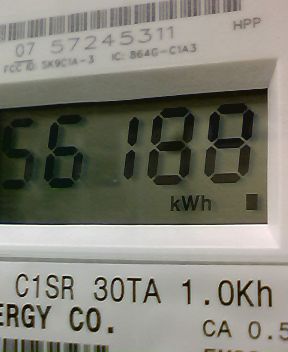 HPP
07 57245311
FCC ID: SK9C1A-3 IC: 864G-C1A3
56188
kWh
C1SR 30TA 1.0Kh
ERGY CO.
CA 0.5